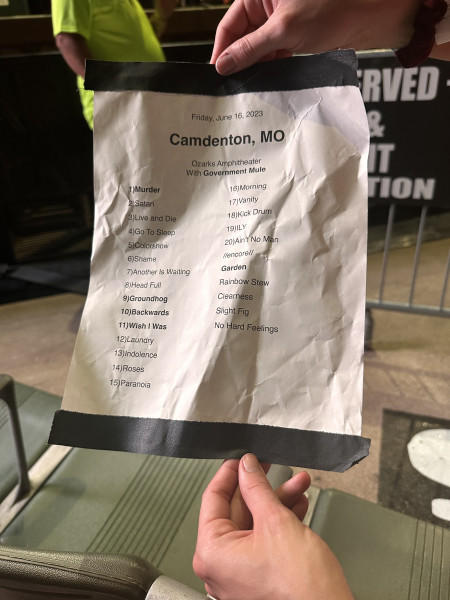 Friday, June 16, 2023
Camdenton, MO
Ozarks Amphitheater
With Government Mule
1)Murder
2)Satan
3)Live and Die
4)Go To Sleep
5)Coloshow
6)Shame
7)Another Is Waiting
8)Head Full
9)Groundhog
10)Backwards
11)Wish I Was
12)Laundry
13)Indolence
14)Roses
15)Paranoia
16)Morning
17)Vanity
18)Kick Drum
19)ILY
20)Ain't No Man
//encore//
Garden
Rainbow Stew
Clearness
Slight Fig
No Hard Feelings
ERVED
&
IT
TION